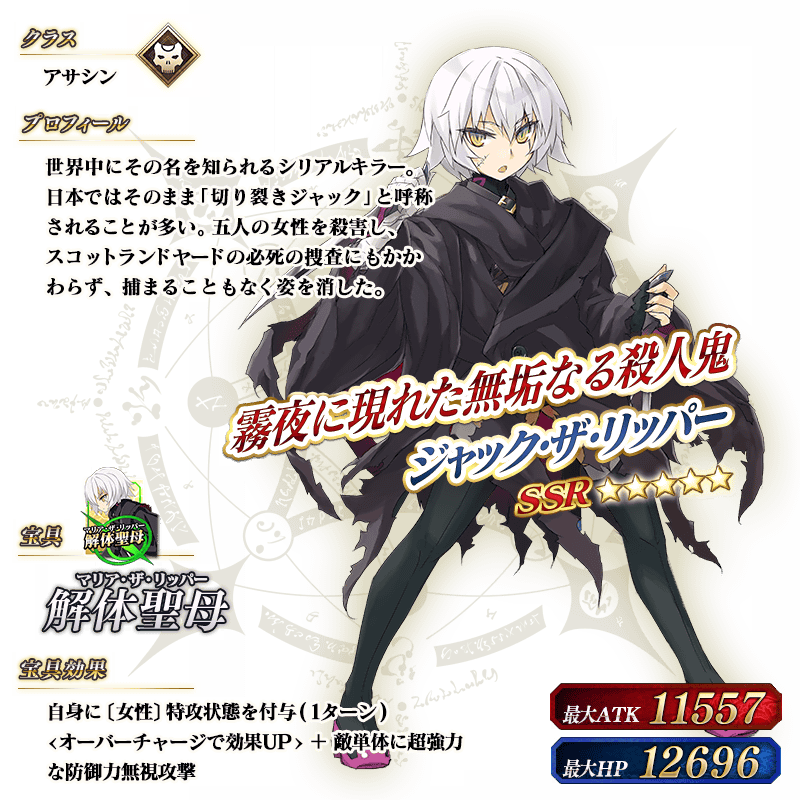 クラス
アサシン
プロフィール
世界中にその名を知られるシリアルキラー。
日本ではそのまま「切り裂きジャック」と呼称
されることが多い。五人の女性を殺害し、
スコットランドヤードの必死の捜査にもかか
わらず、捕まることもなく姿を消した。
霧夜に現れた無垢なる殺人鬼
ジャック・ザ・リッパー
SSR ☆☆☆☆☆
宝具
マリア・ザ・リッパー
解体聖母
マリア・ザ・リッパー
解体聖母
宝具効果
自身に〔女性〕特攻状態を付与(1ターン)
<オーバーチャージで効果UP> + 敵単体に超強力
な防御力無視攻撃
最大ATK 11557
最大HP 12696